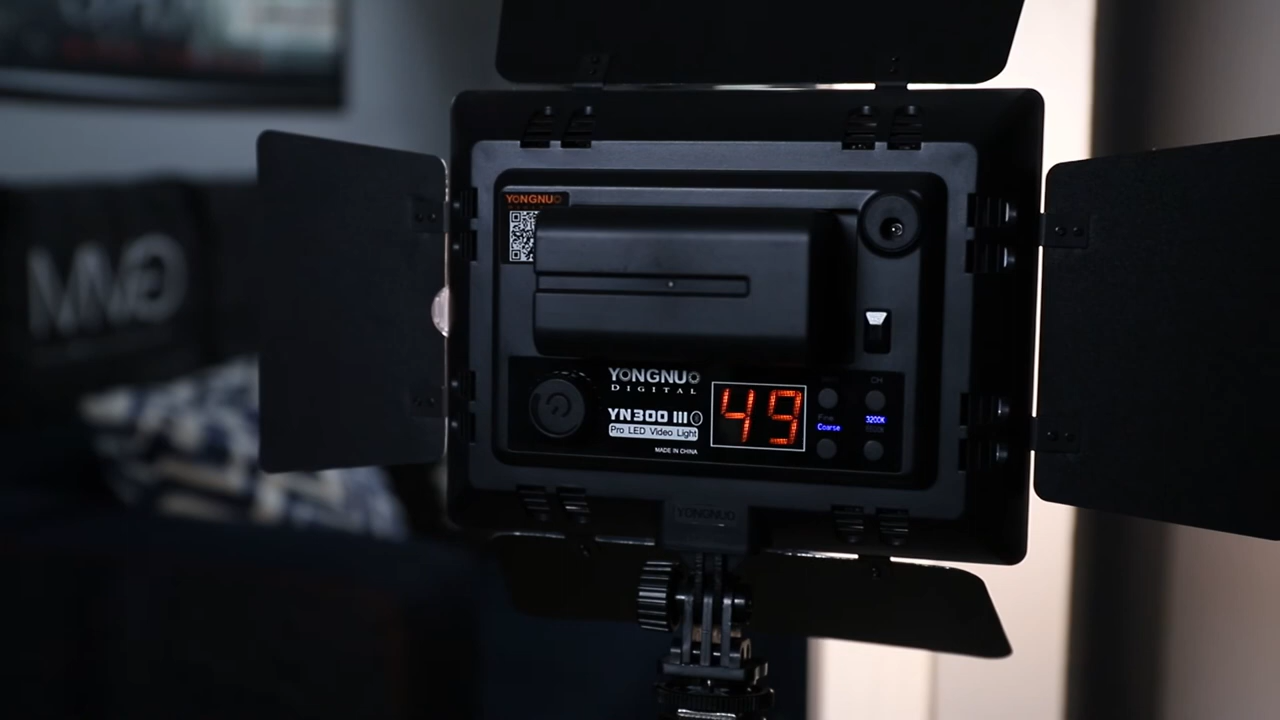 YONGNUO
YONGNUO
DIGITAL
YN300 III
Pro LED Video Light
MADE IN CHINA
49
CH
Fine
Coarse
3200K
YONGNUO